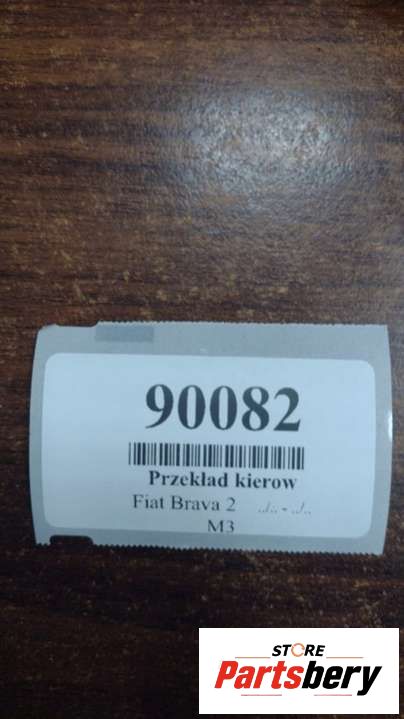 90082
Przekład kierow
Fiat Brava 2 ../.. - ../..
M3
STORE
Partsbery